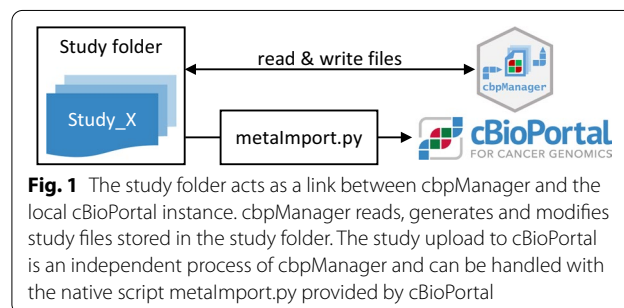 Study folder
read & write files
cbpManager
Study_X
metaImport.py
cBioPortal
FOR CANCER GENOMICS
Fig. 1 The study folder acts as a link between cbpManager and the
local cBioPortal instance. cbpManager reads, generates and modifies
study files stored in the study folder. The study upload to cBioPortal
is an independent process of cbpManager and can be handled with
the native script metaImport.py provided by cBioPortal